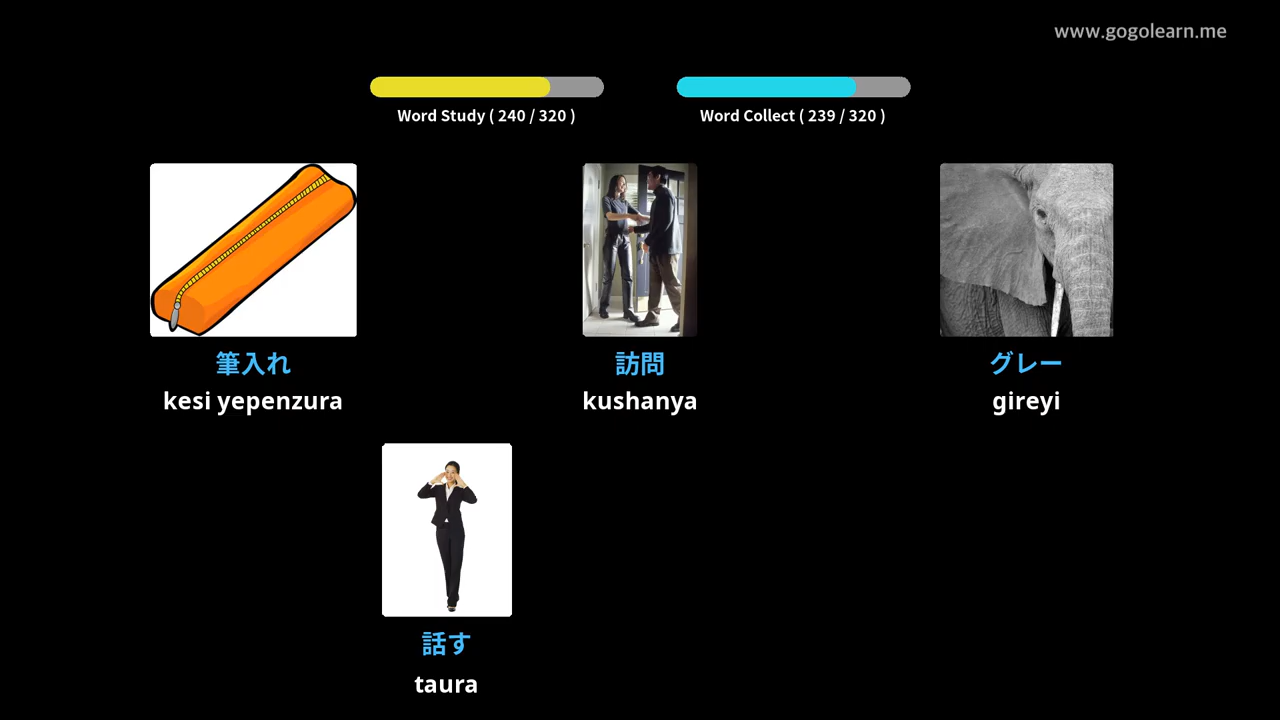 www.gogolearn.me
Word Study ( 240 / 320 )
Word Collect ( 239 / 320 )
筆入れ
kesi yepenzura
訪問
kushanya
グレー
gireyi
話す
taura